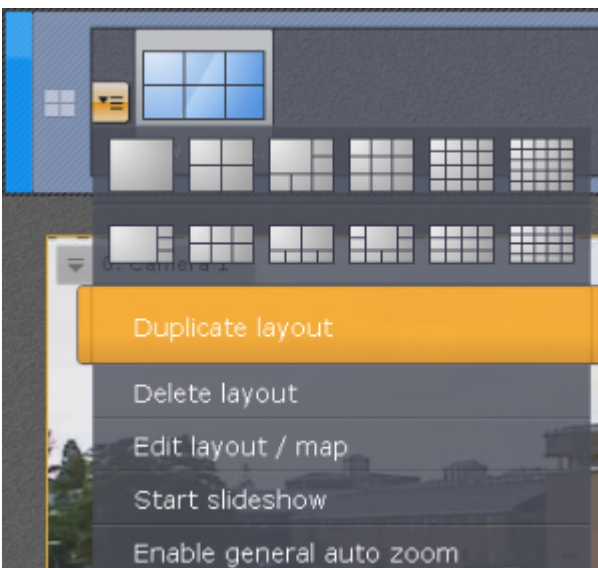 0. Camera 1
Duplicate layout
Delete layout
Edit layout / map
Start slideshow
Enable general auto zoom